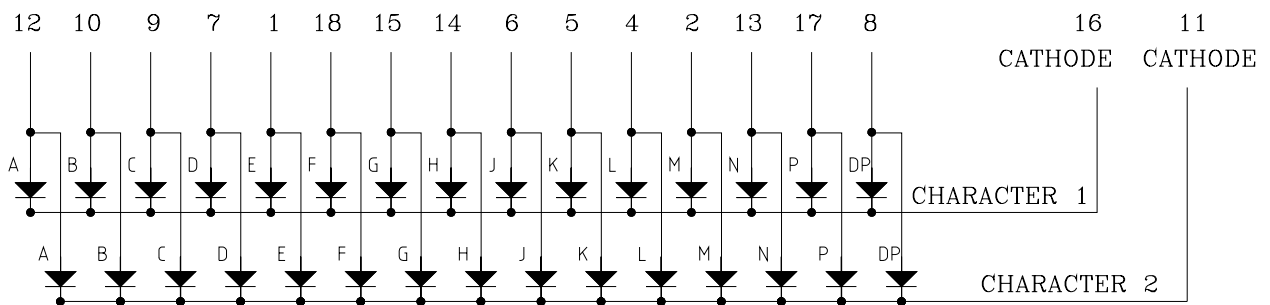 12 10 9 7 1 18 15 14 6 5 4 2 13 17 8 16 11
CATHODE CATHODE
A B C D E F G H J K L M N P DP
CHARACTER 1
A B C D E F G H J K L M N P DP
CHARACTER 2